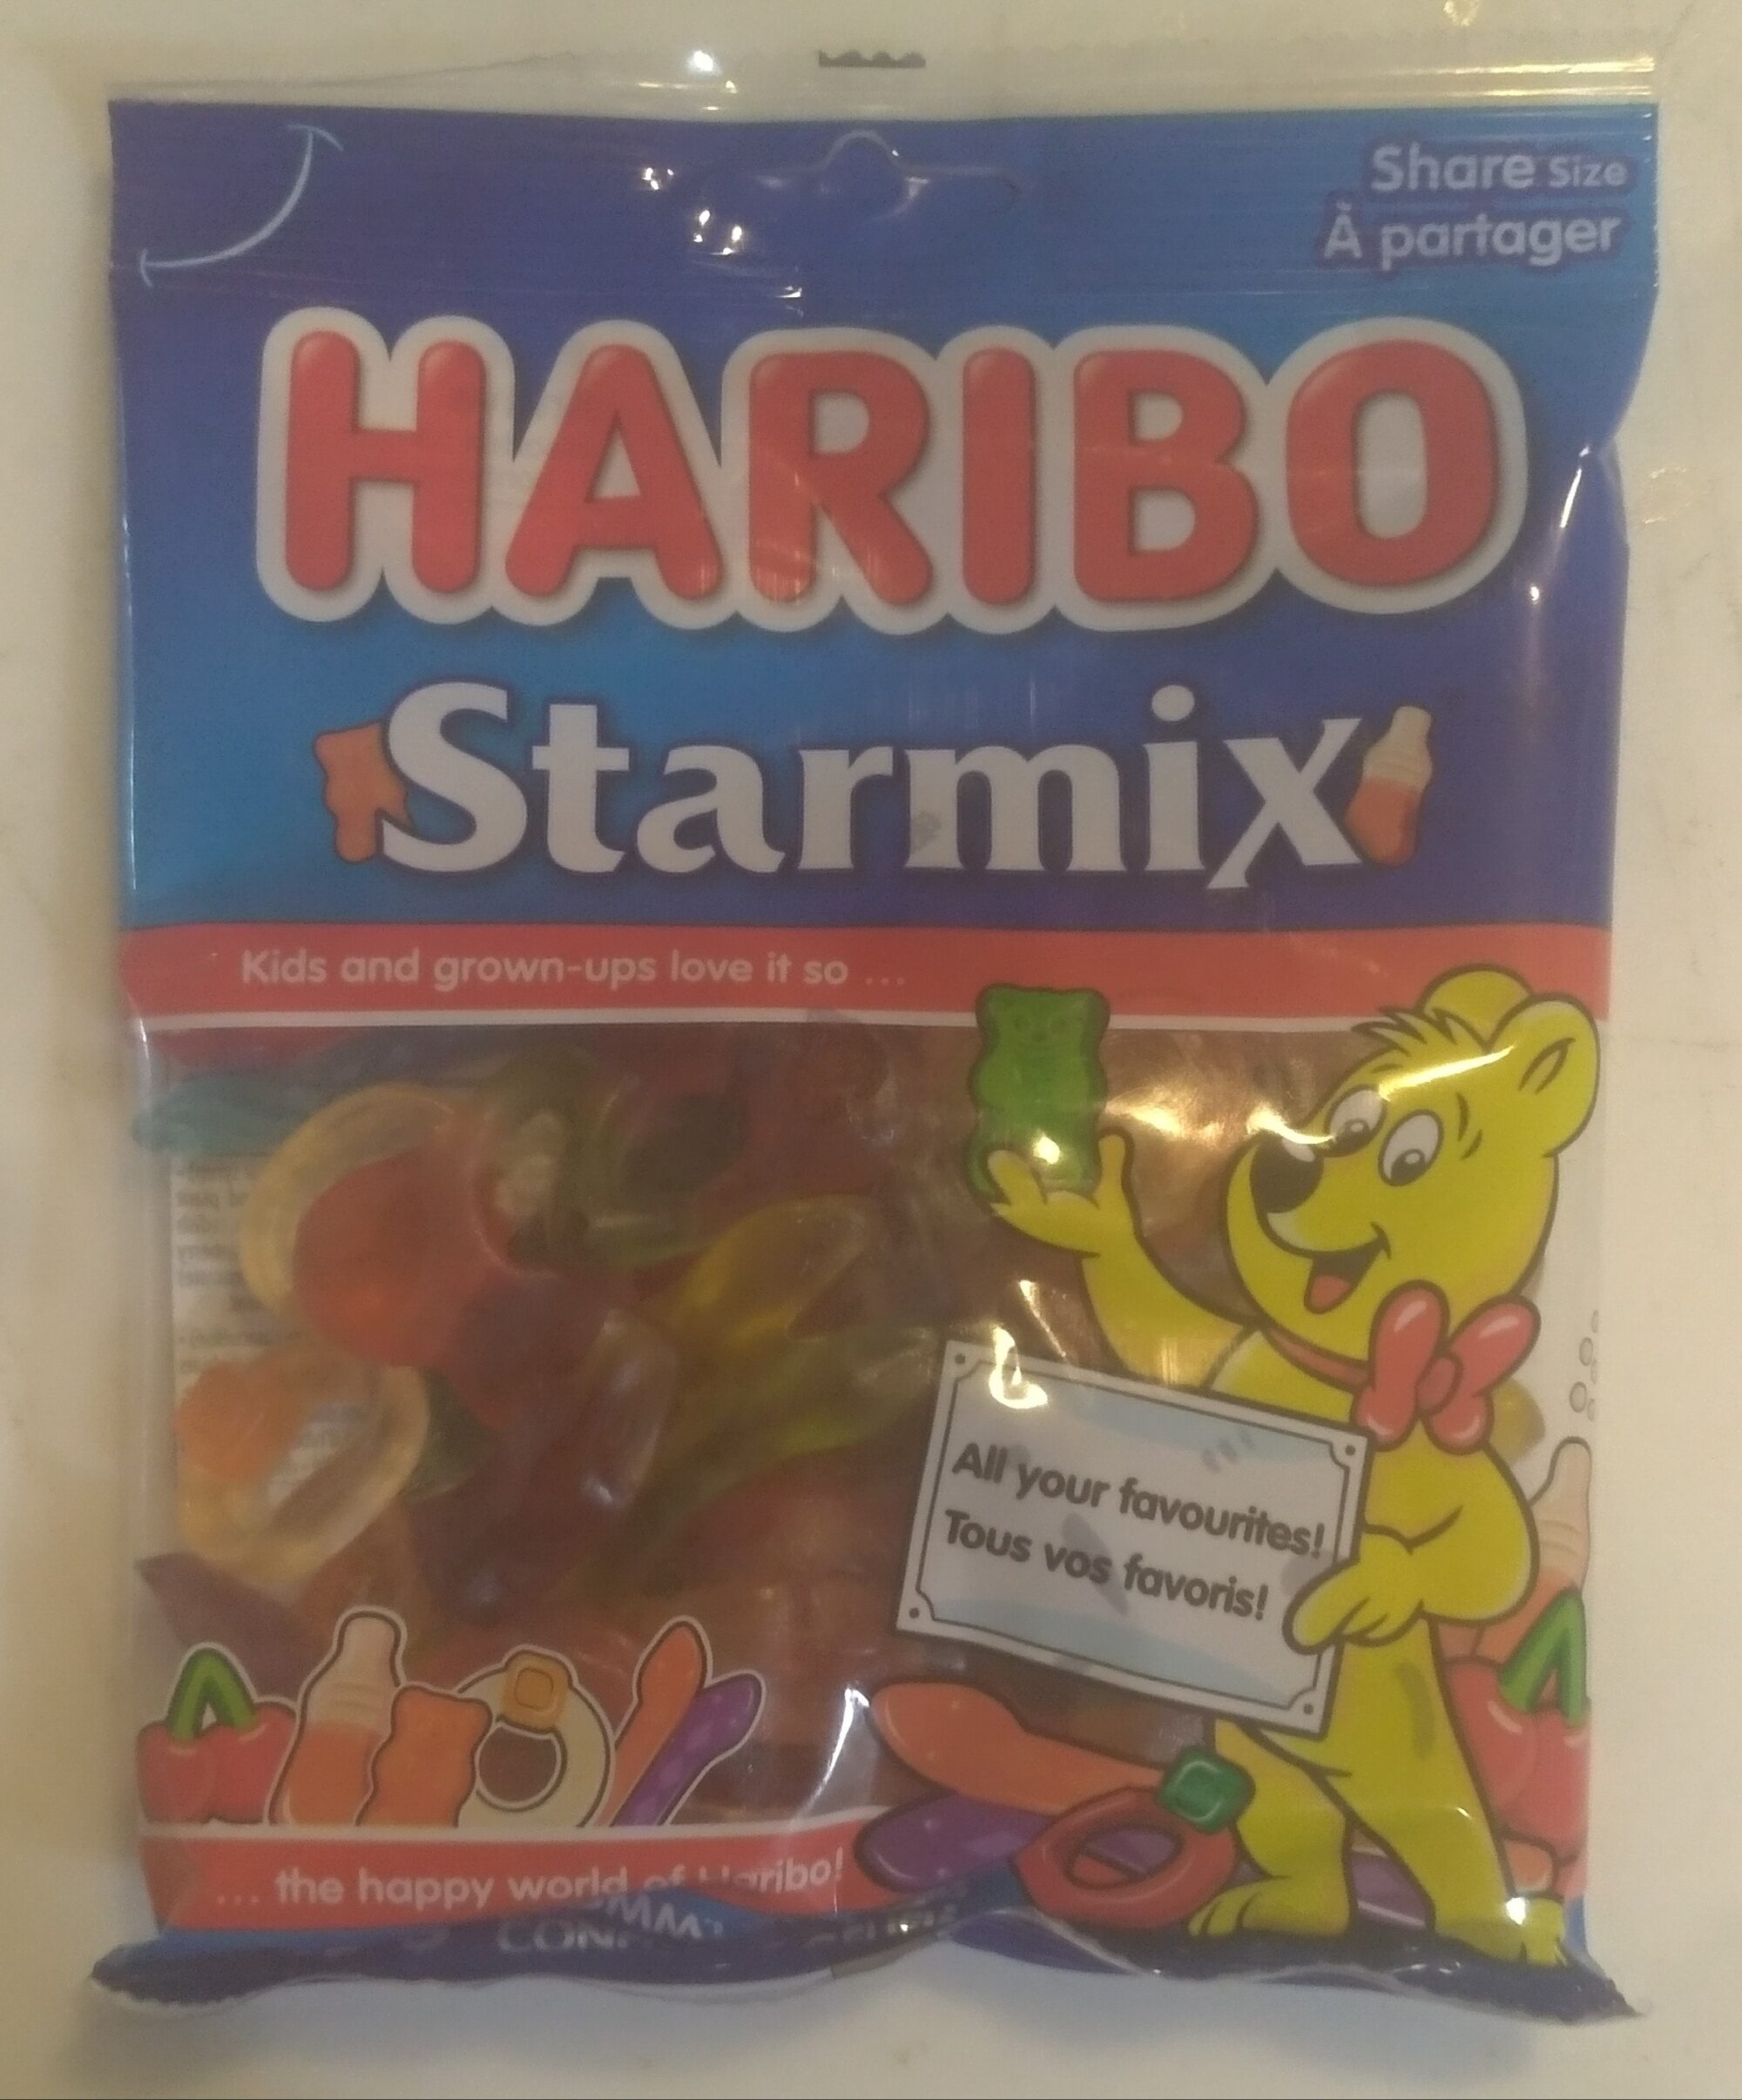 Share Size
À partager
HARIBO
Starmix
Kids and grown-ups love it so ...
All your favourites!
Tous vos favoris!
... the happy world of Haribo!